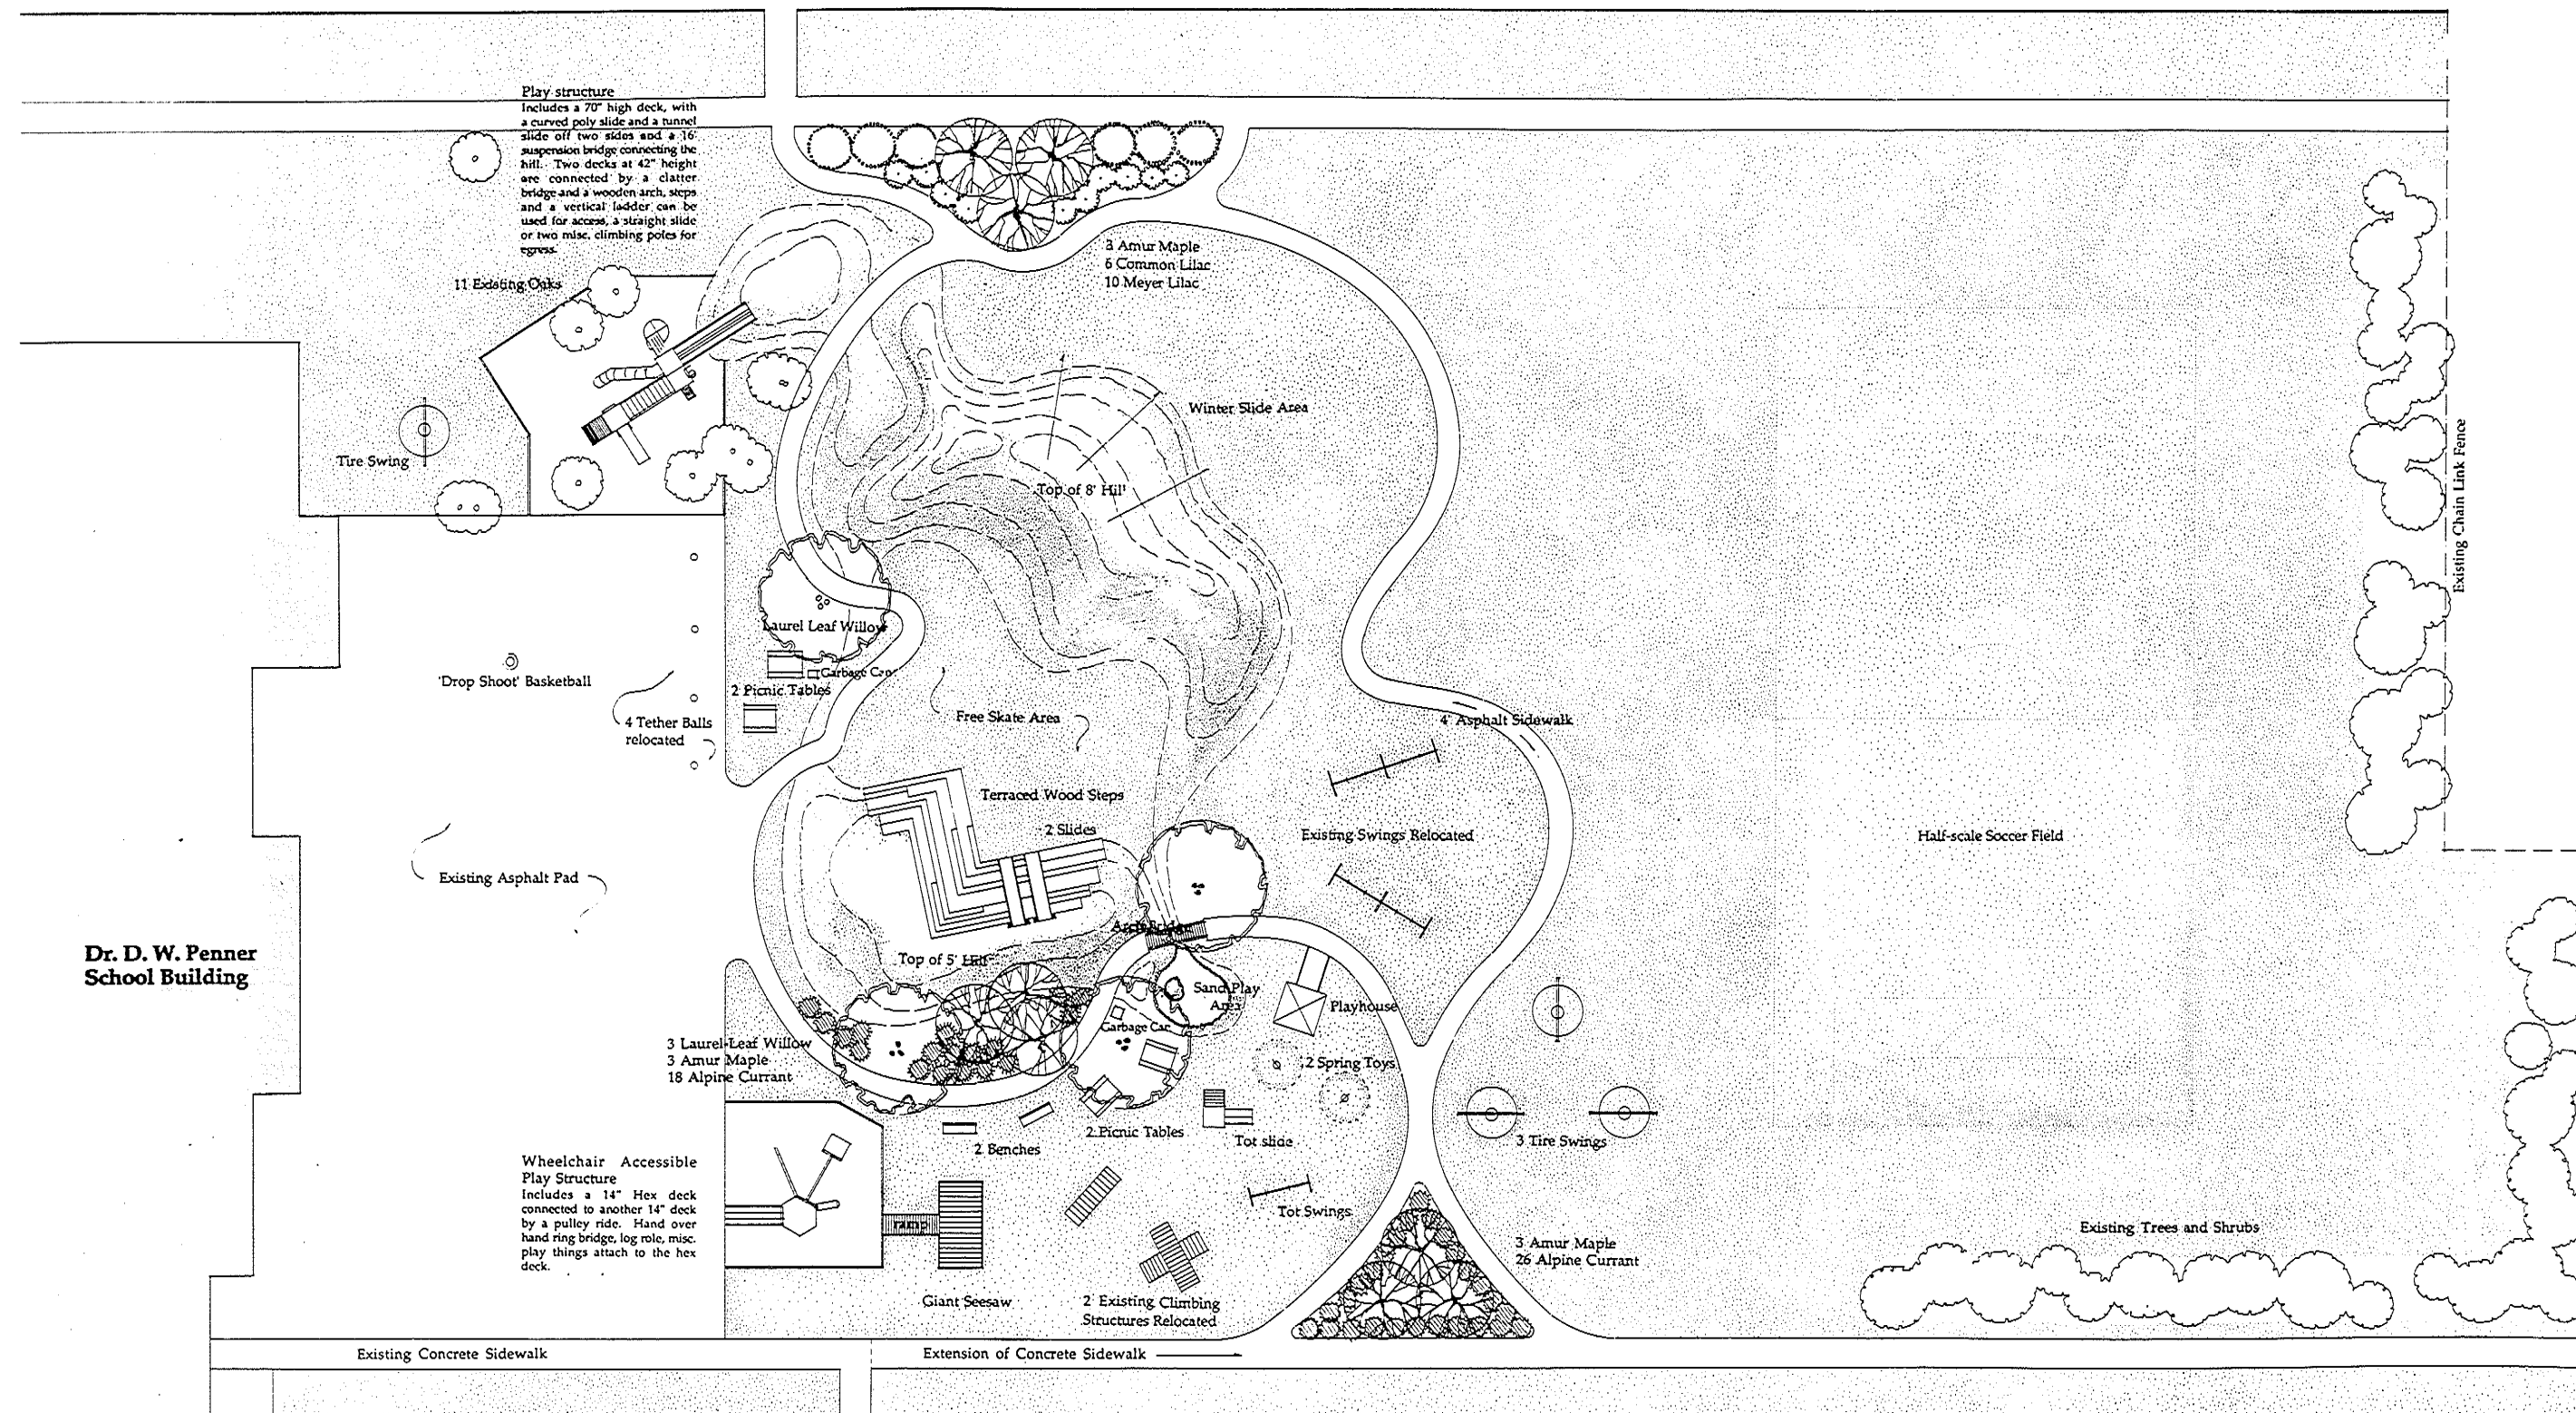 Play structure
Includes a 70" high deck, with
a curved poly slide and a tunnel
slide off two sides and a 16'
suspension bridge connecting the
hill. Two decks at 42" height
are connected by a clatter
bridge and a wooden arch, steps
and a vertical ladder can be
used for access, a straight slide
or two misc. climbing poles for
egress.
11 Existing Oaks
3 Amur Maple
6 Common Lilac
10 Meyer Lilac
Winter Slide Area
Tire Swing
Top of 8' Hill
Existing Chain Link Fence
Laurel Leaf Willow
Garbage Can
2 Picnic Tables
'Drop Shoot' Basketball
4 Tether Balls
relocated
Free Skate Area
4' Asphalt Sidewalk
Terraced Wood Steps
2 Slides
Existing Swings Relocated
Half-scale Soccer Field
Existing Asphalt Pad
Arch Bridge
Dr. D. W. Penner
School Building
Top of 5' Hill
Sand Play
Area
Playhouse
Garbage Can
3 Laurel-Leaf Willow
3 Amur Maple
18 Alpine Currant
2 Spring Toys
2 Picnic Tables
Tot slide
3 Tire Swings
2 Benches
Wheelchair Accessible
Play Structure
Includes a 14" Hex deck
connected to another 14" deck
by a pulley ride. Hand over
hand ring bridge, log role, misc.
play things attach to the hex
deck.
ramp
Tot Swings
3 Amur Maple
26 Alpine Currant
Existing Trees and Shrubs
Giant Seesaw
2 Existing Climbing
Structures Relocated
Existing Concrete Sidewalk
Extension of Concrete Sidewalk